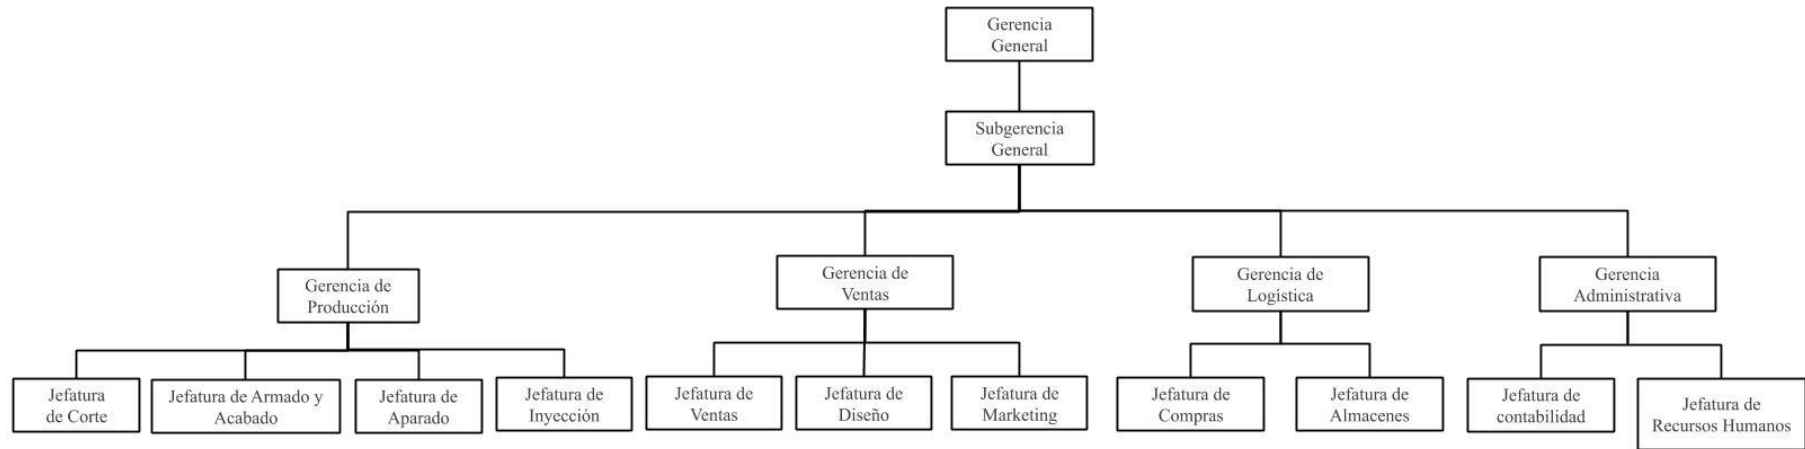 Gerencia
General
Subgerencia
General
Gerencia de
Producción
Gerencia de
Ventas
Gerencia de
Logística
Gerencia
Administrativa
Jefatura
de Corte
Jefatura de Armado y
Acabado
Jefatura de
Aparado
Jefatura de
Inyección
Jefatura de
Ventas
Jefatura de
Diseño
Jefatura de
Marketing
Jefatura de
Compras
Jefatura de
Almacenes
Jefatura de
contabilidad
Jefatura de
Recursos Humanos